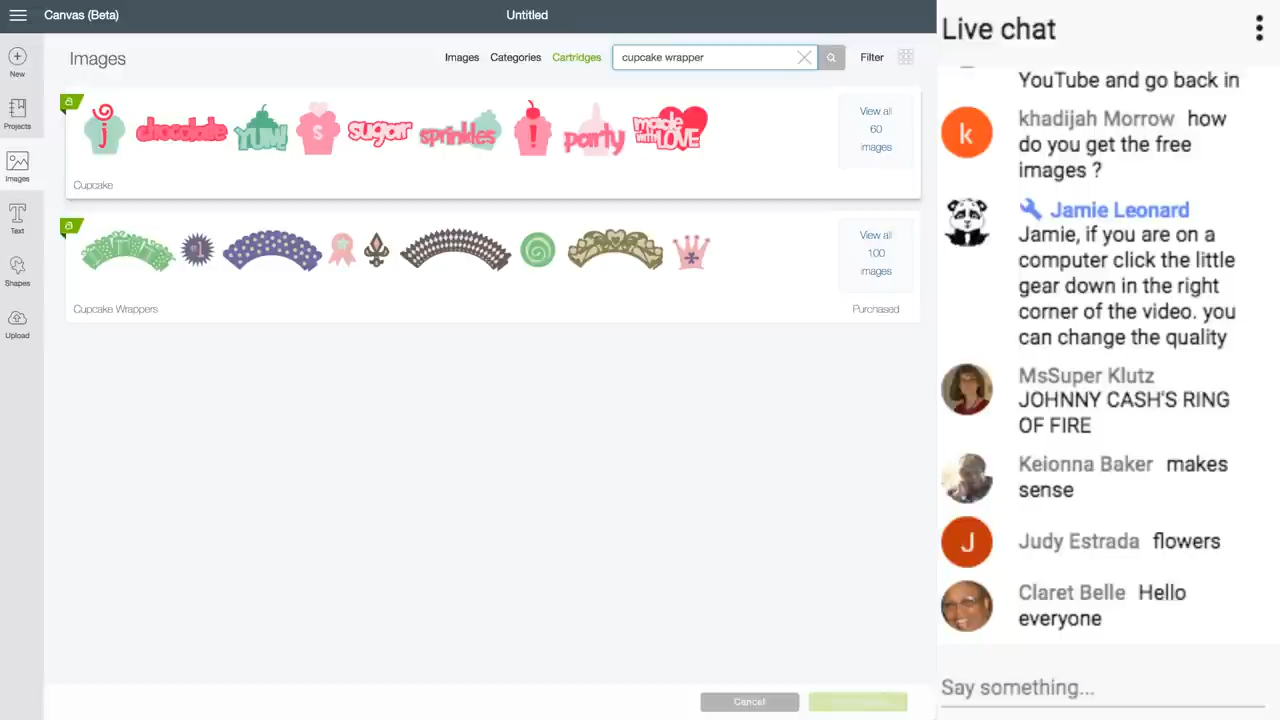 Canvas (Beta)
Untitled
New
Projects
Images
Text
Shapes
Upload
Images
Images Categories Cartridges cupcake wrapper Filter
j chocolate YUM! s sugar sprinkles ! party made with LOVE
View all
60
images
Cupcake
1
View all
100
images
Cupcake Wrappers
Purchased
Cancel
Live chat
YouTube and go back in
khadijah Morrow how
do you get the free
images ?
k
Jamie Leonard
Jamie, if you are on a
computer click the little
gear down in the right
corner of the video. you
can change the quality
MsSuper Klutz
JOHNNY CASH'S RING
OF FIRE
Keionna Baker makes
sense
J
Judy Estrada flowers
Claret Belle Hello
everyone
Say something...